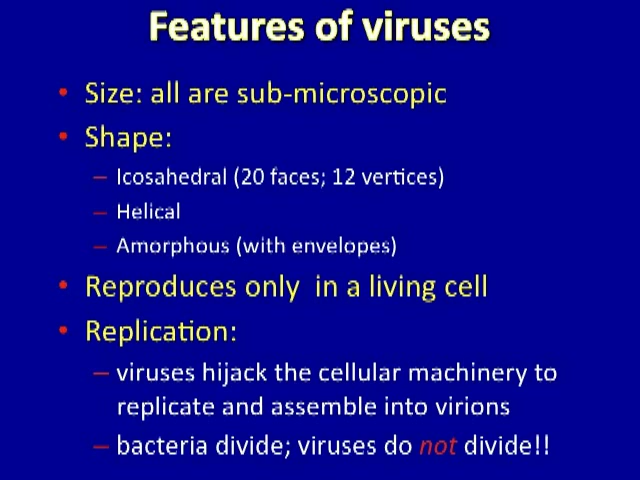 Features of viruses
• Size: all are sub-microscopic
• Shape:
– Icosahedral (20 faces; 12 vertices)
– Helical
– Amorphous (with envelopes)
• Reproduces only in a living cell
• Replication:
– viruses hijack the cellular machinery to
replicate and assemble into virions
– bacteria divide; viruses do not divide!!